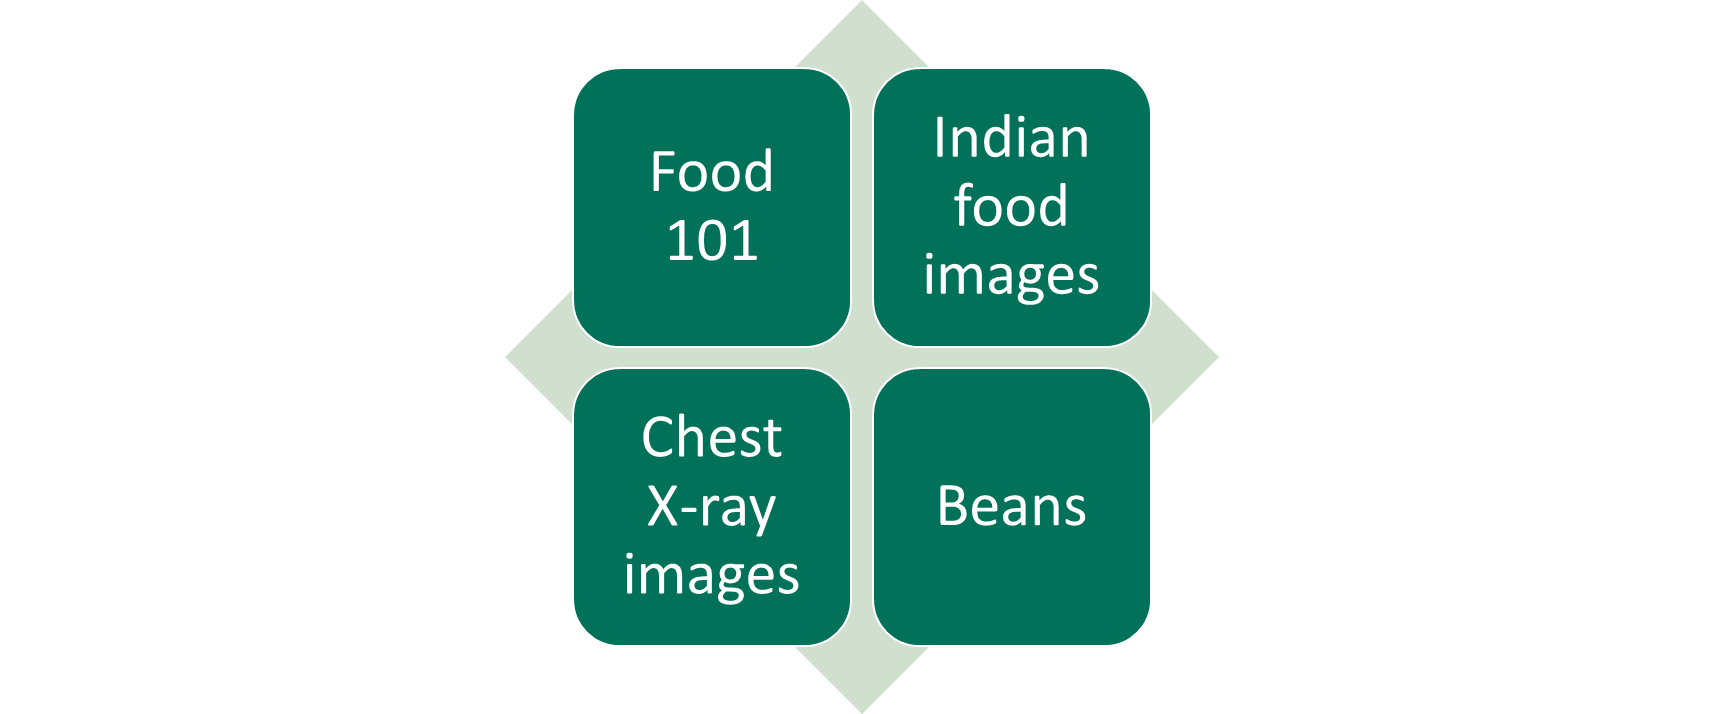 Food
101
Indian
food
images
Chest
X-ray
images
Beans